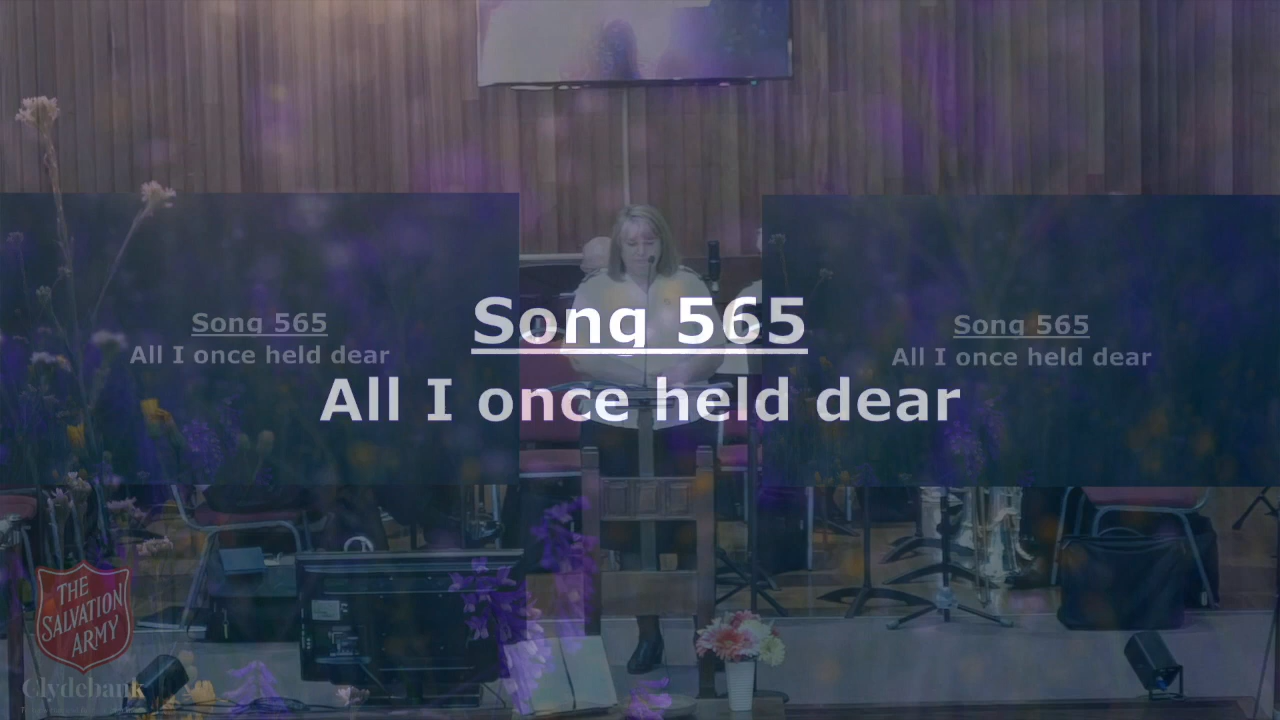 Song 565
All I once held dear
Song 565
All I once held dear
Song 565
All I once held dear
THE
SALVATION
ARMY
Clydebank